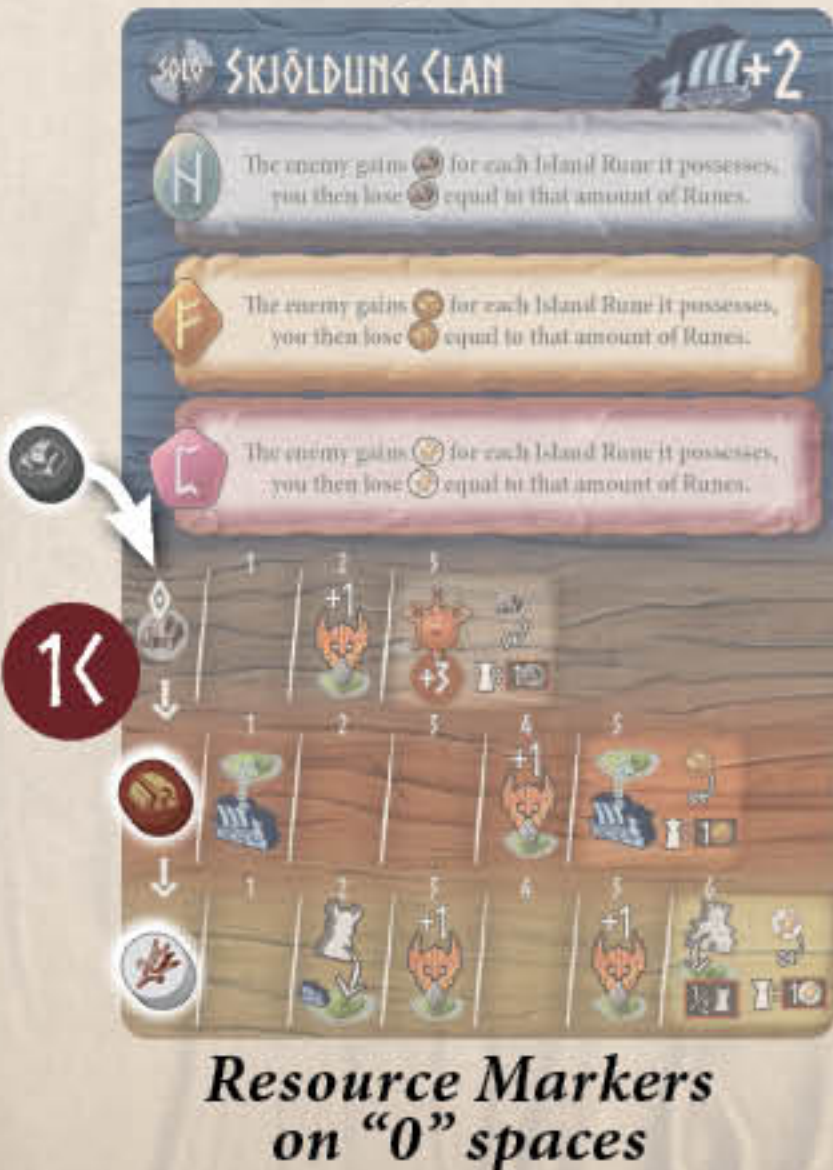 SOLO SKJÖLDUNG CLAN +2
The enemy gains for each Island Rune it possesses,
you then lose equal to that amount of Runes.
The enemy gains for each Island Rune it possesses,
you then lose equal to that amount of Runes.
The enemy gains for each Island Rune it possesses,
you then lose equal to that amount of Runes.
1 2 3
0 +1
+3
1 2 3 4 5
+1
or
1
1 2 3 4 5 6
+1 +1
or
1
Resource Markers
on “0” spaces